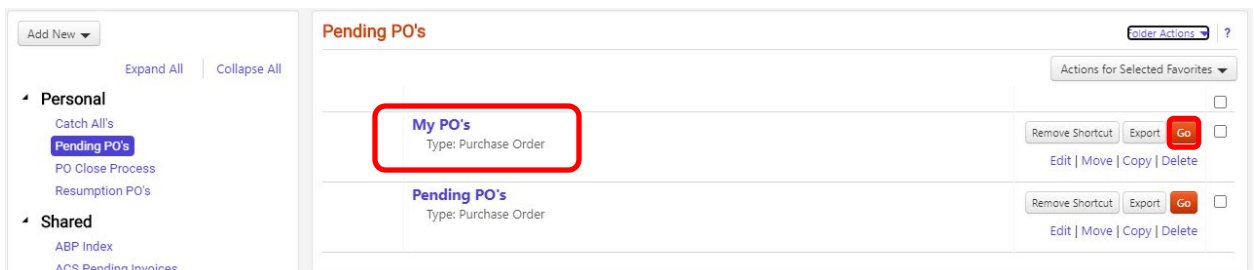 Add New
Expand All Collapse All
Personal
Catch All's
Pending PO's
PO Close Process
Resumption PO's
Shared
ABP Index
ACS Pending Invoices
Pending PO's
Folder Actions ?
Actions for Selected Favorites
My PO's
Type: Purchase Order
Remove Shortcut Export Go
Edit | Move | Copy | Delete
Pending PO's
Type: Purchase Order
Remove Shortcut Export Go
Edit | Move | Copy | Delete